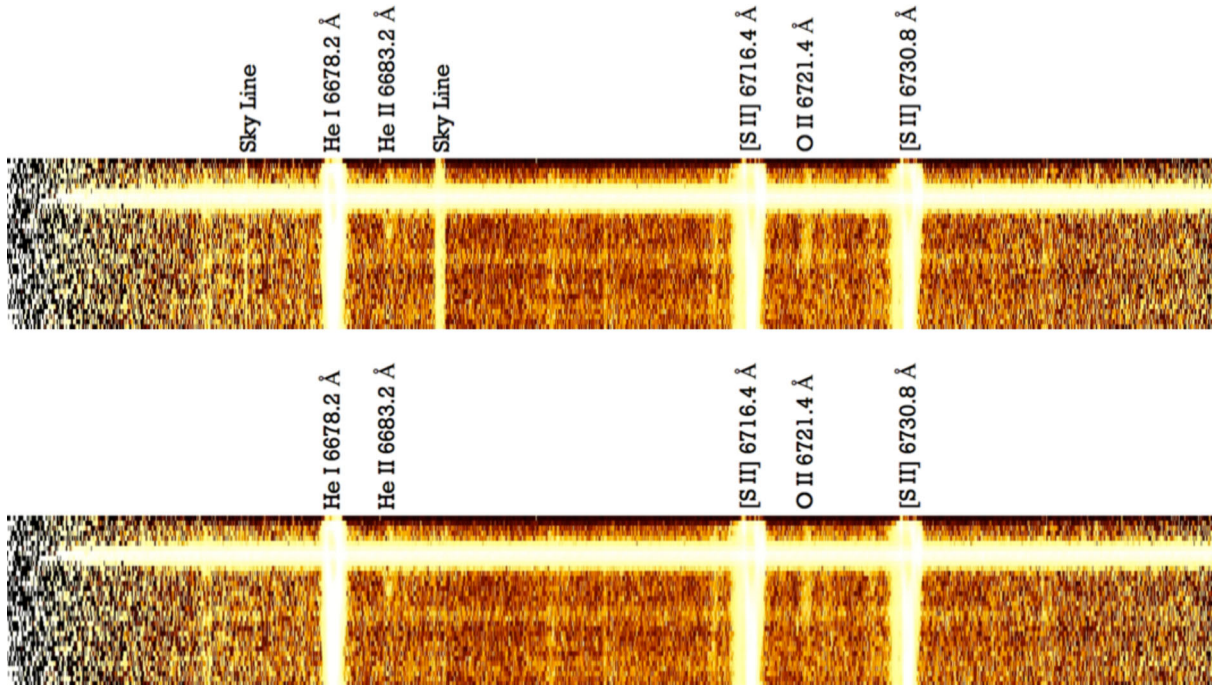 Sky Line
He I 6678.2 Å
He II 6683.2 Å
Sky Line
[S II] 6716.4 Å
O II 6721.4 Å
[S II] 6730.8 Å
He I 6678.2 Å
He II 6683.2 Å
[S II] 6716.4 Å
O II 6721.4 Å
[S II] 6730.8 Å